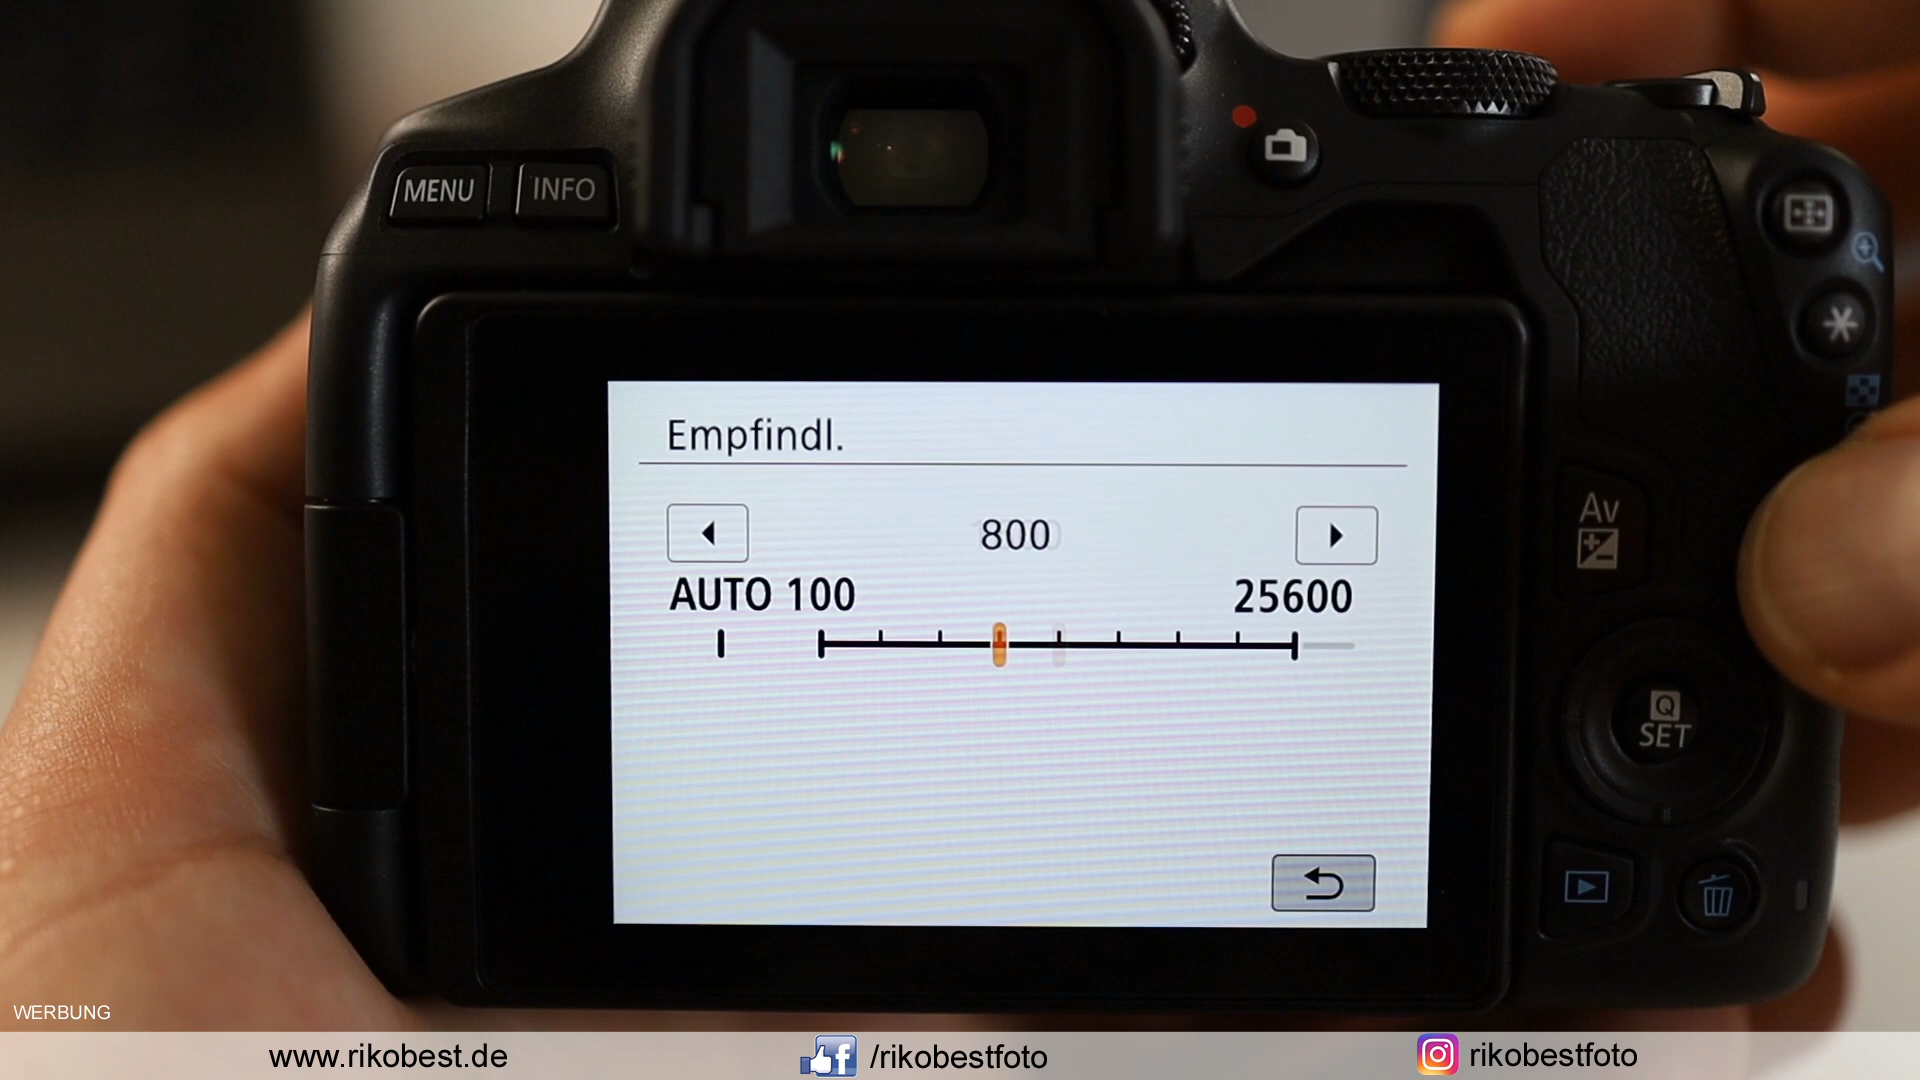 MENU INFO
Empfindl.
800
AUTO 100 25600
Av
Q
SET
WERBUNG
www.rikobest.de /rikobestfoto rikobestfoto